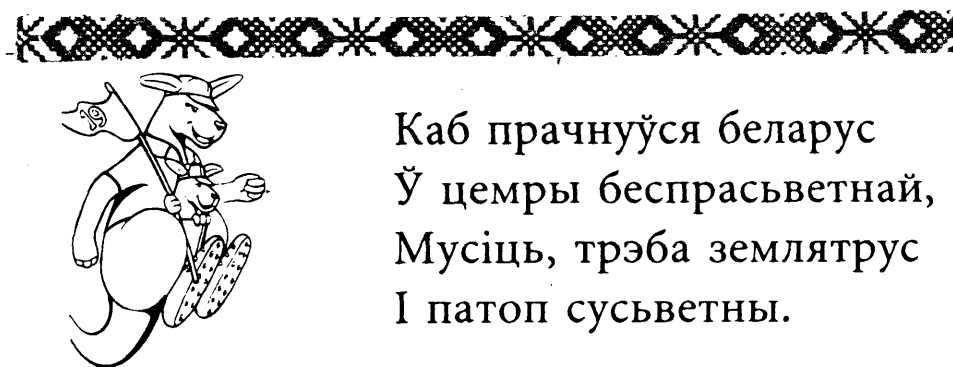 Каб прачнуўся беларус
Ў цемры беспрасьветнай,
Мусіць, трэба землятрус
І патоп сусьветны.